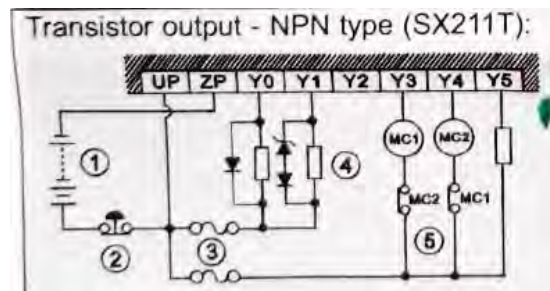 Transistor output - NPN type (SX211T):
UP ZP Y0 Y1 Y2 Y3 Y4 Y5
MC1 MC2
① ④
MC2 MC1
② ③ ⑤